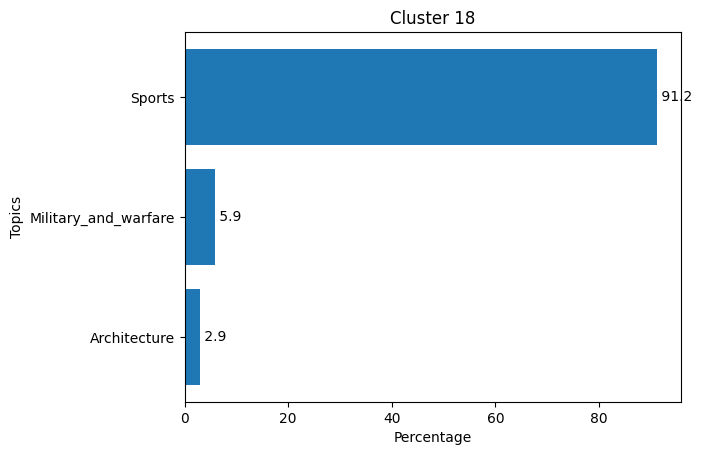 Cluster 18
Topics
Sports
91.2
Military_and_warfare
5.9
Architecture
2.9
0 20 40 60 80
Percentage